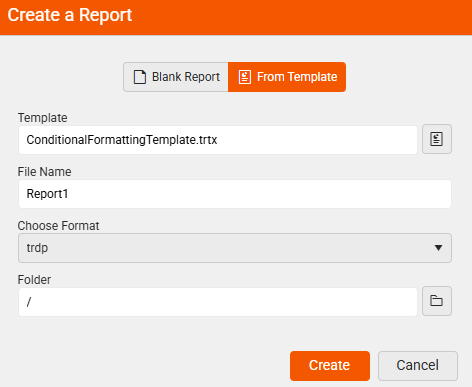 Create a Report
Blank Report From Template
Template
ConditionalFormattingTemplate.trtx
File Name
Report1
Choose Format
trdp
Folder
/
Create Cancel